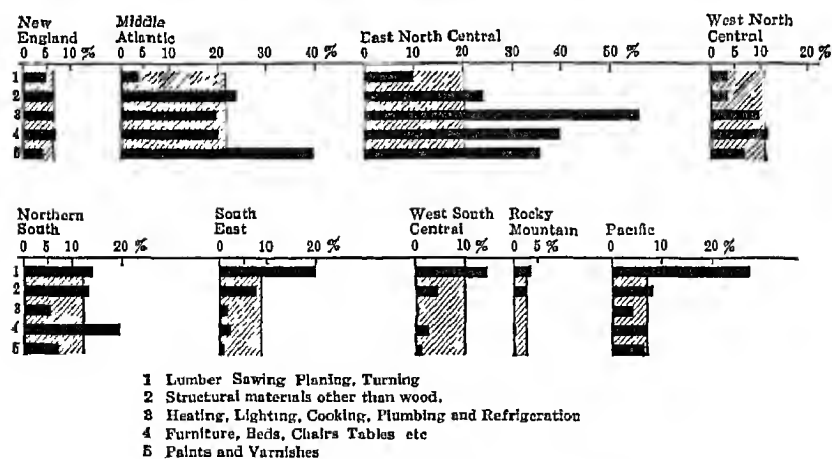 New England
Middle Atlantic
East North Central
West North Central
0 5 10 %
0 10 20 30 40 %
0 10 20 30 40 50 %
0 5 10 20 %
1
2
3
4
5
Northern South
South East
West South Central
Rocky Mountain
Pacific
0 5 10 20 %
0 10 20 %
0 10 %
0 5 %
0 10 20 %
1
2
3
4
5
1 Lumber Sawing Planing, Turning
2 Structural materials other than wood.
3 Heating, Lighting, Cooking, Plumbing and Refrigeration
4 Furniture, Beds, Chairs Tables etc
5 Paints and Varnishes